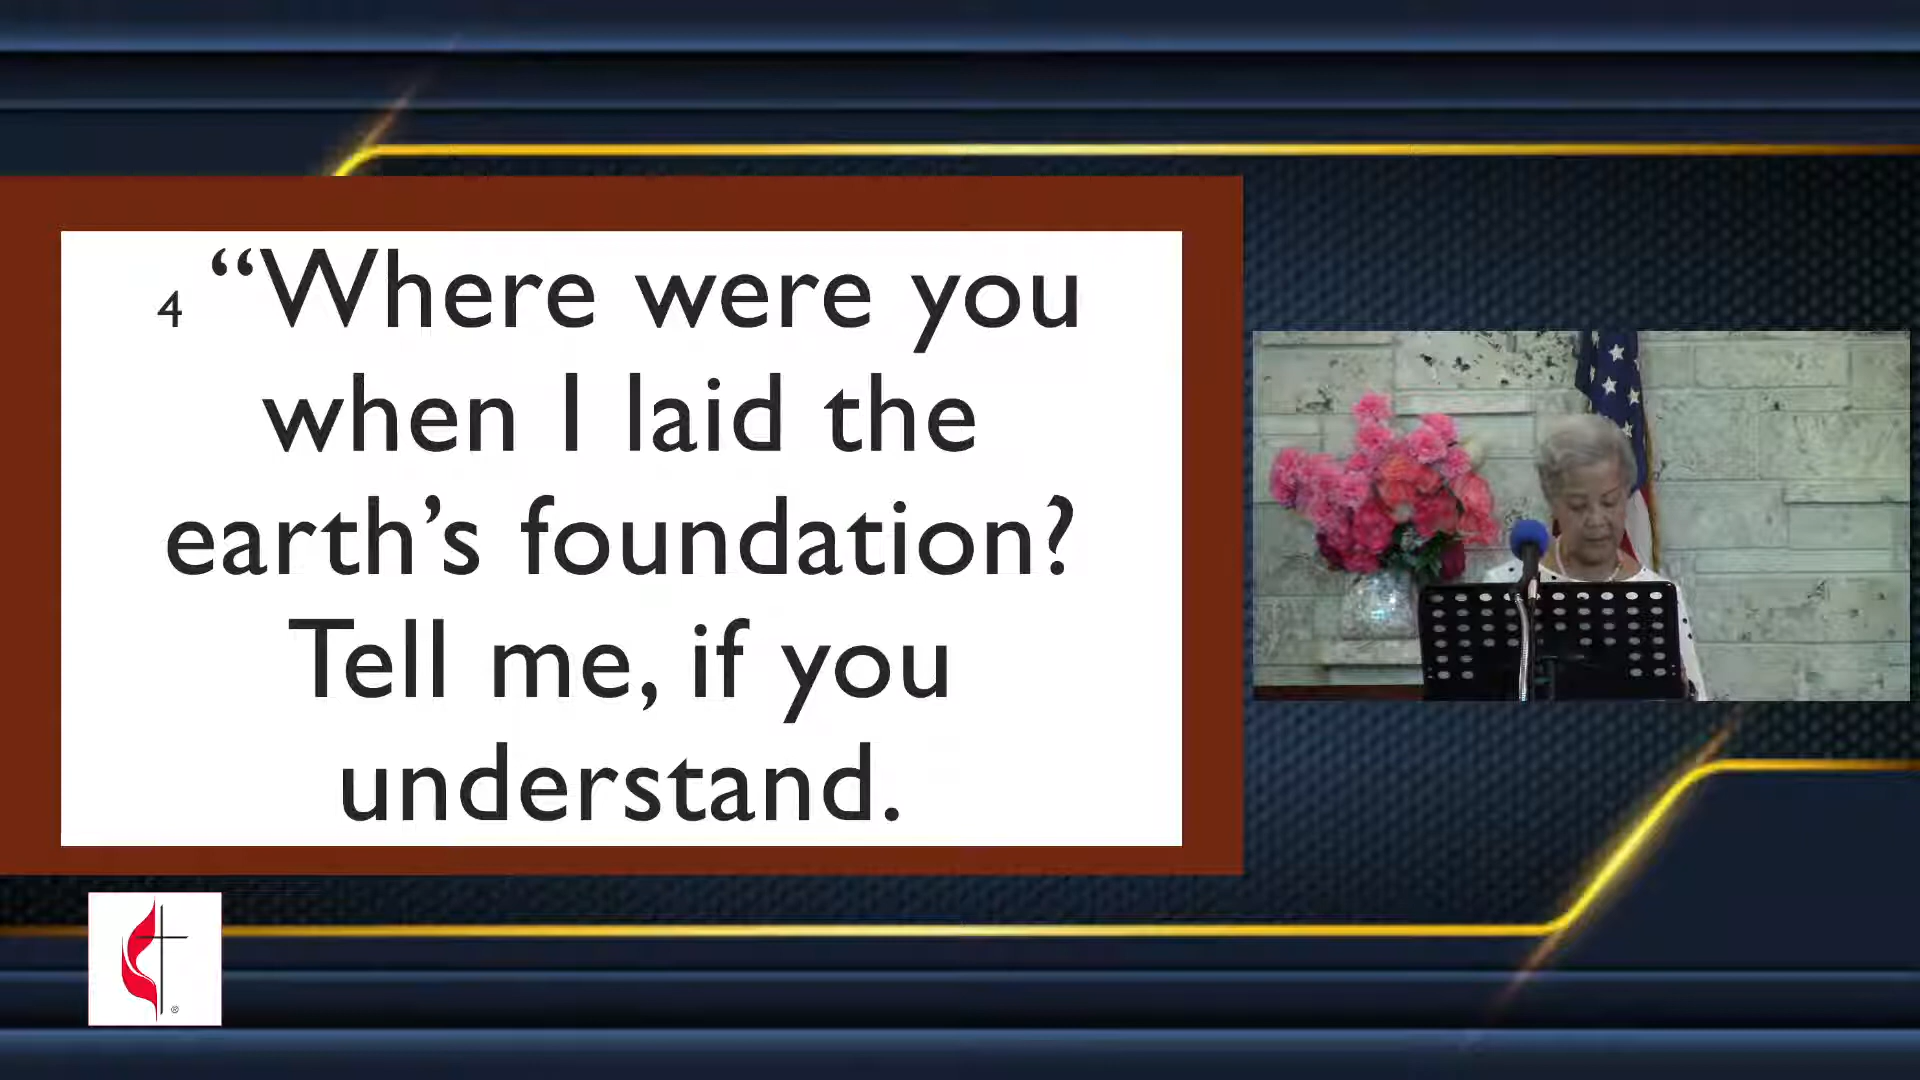 4 “Where were you
when I laid the
earth’s foundation?
Tell me, if you
understand.
®